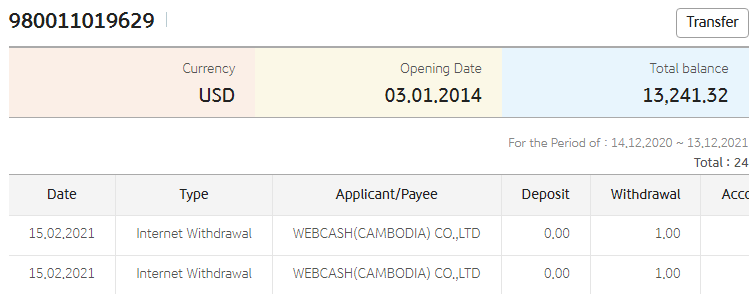 980011019629
Transfer
Currency Opening Date Total balance
USD 03.01.2014 13,241.32
For the Period of : 14.12.2020 ~ 13.12.2021
Total : 24
Date Type Applicant/Payee Deposit Withdrawal Acco
15.02.2021 Internet Withdrawal WEBCASH(CAMBODIA) CO.,LTD 0.00 1.00
15.02.2021 Internet Withdrawal WEBCASH(CAMBODIA) CO.,LTD 0.00 1.00